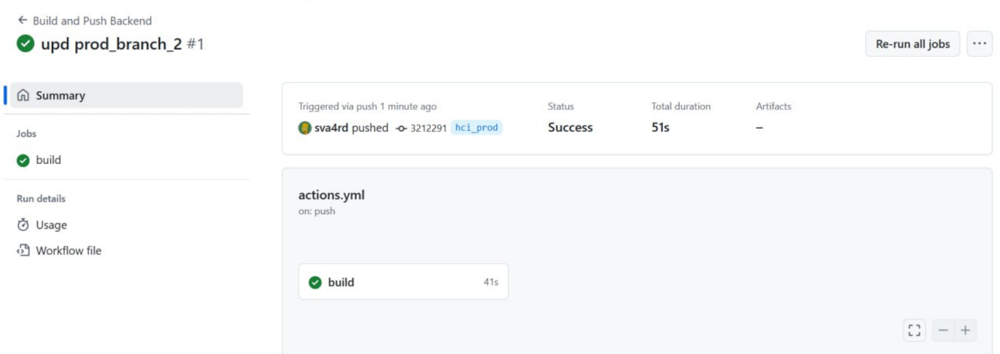 Build and Push Backend
upd prod_branch_2 #1
Re-run all jobs
Summary
Jobs
build
Run details
Usage
Workflow file
Triggered via push 1 minute ago
sva4rd pushed 3212291 hci_prod
Status
Success
Total duration
51s
Artifacts
–
actions.yml
on: push
build 41s